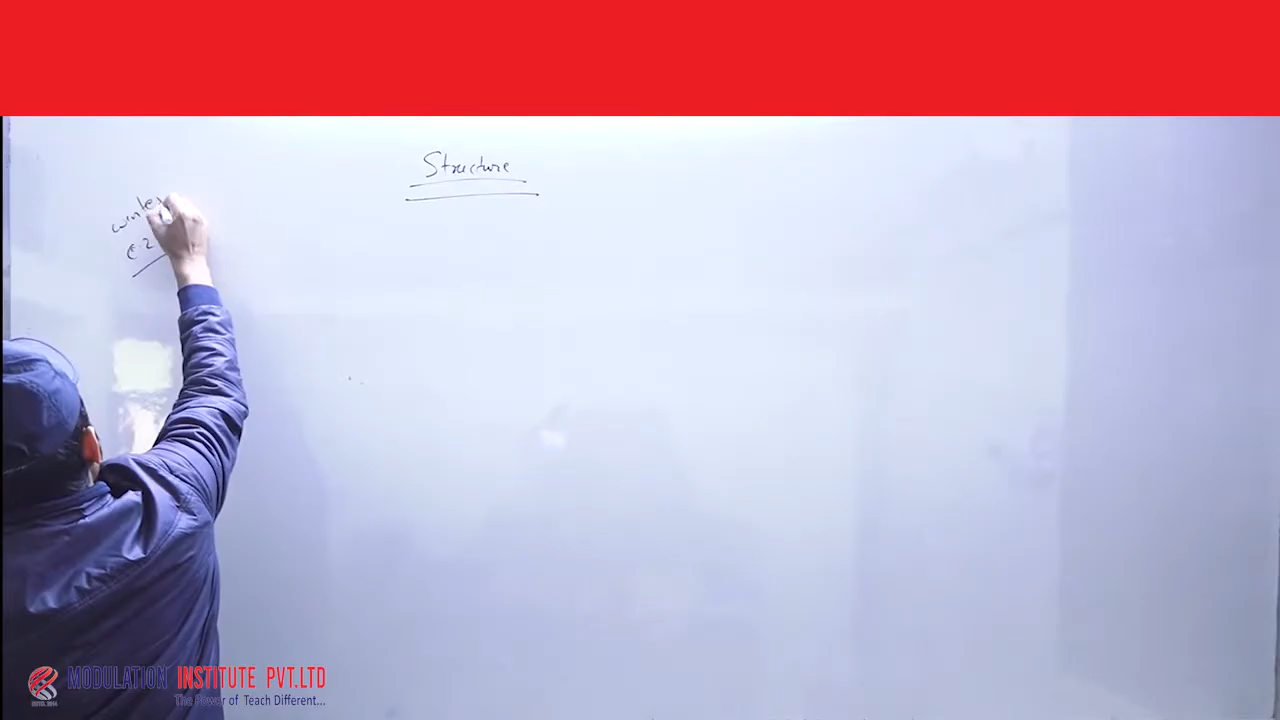 Structure
MODULATION INSTITUTE PVT.LTD
The Power of Teach Different...